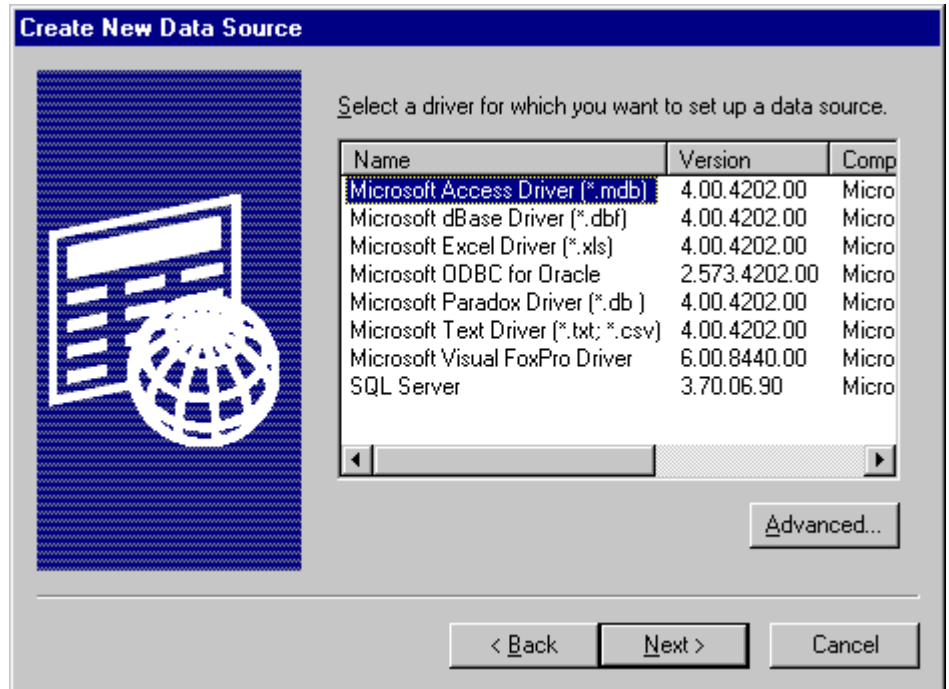 Create New Data Source
Select a driver for which you want to set up a data source.
Name Version Comp
Microsoft Access Driver (*.mdb) 4.00.4202.00 Micro
Microsoft dBase Driver (*.dbf) 4.00.4202.00 Micro
Microsoft Excel Driver (*.xls) 4.00.4202.00 Micro
Microsoft ODBC for Oracle 2.573.4202.00 Micro
Microsoft Paradox Driver (*.db ) 4.00.4202.00 Micro
Microsoft Text Driver (*.txt; *.csv) 4.00.4202.00 Micro
Microsoft Visual FoxPro Driver 6.00.8440.00 Micro
SQL Server 3.70.06.90 Micro
Advanced...
< Back Next > Cancel